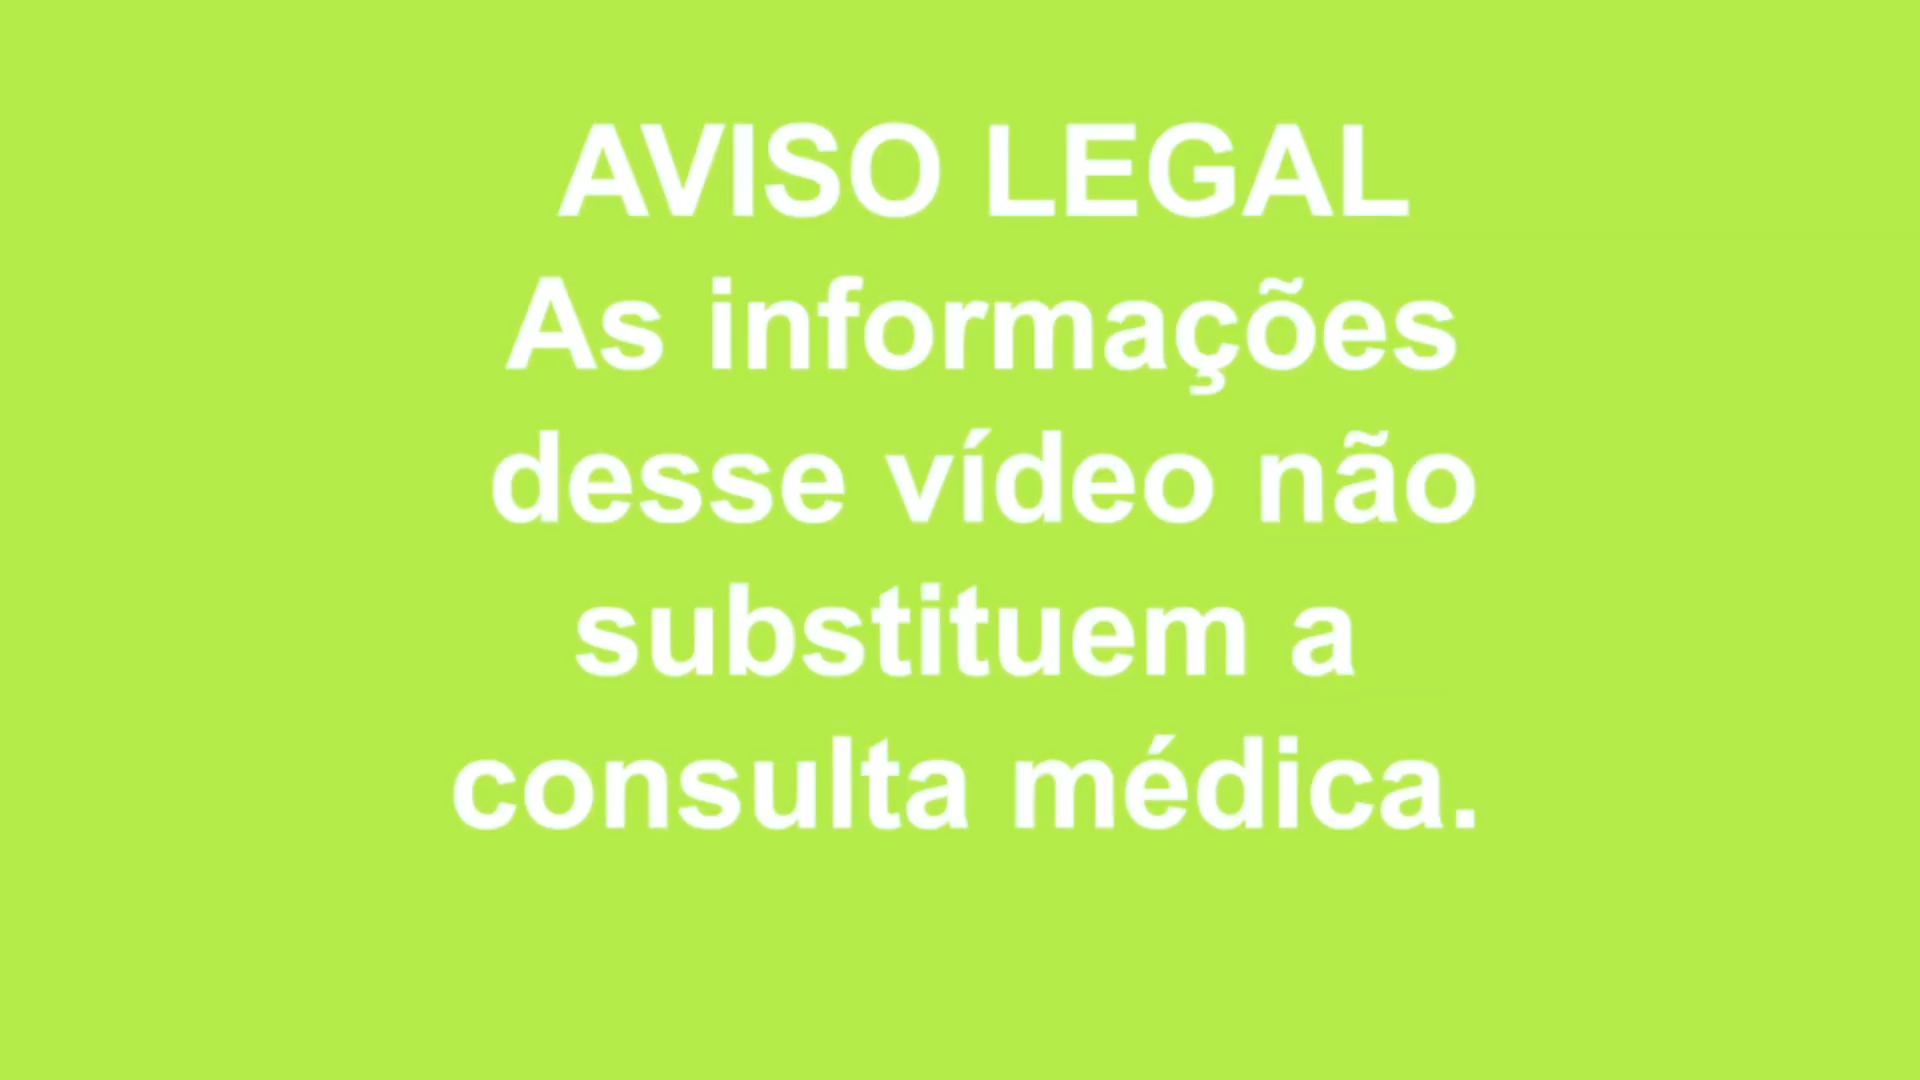 AVISO LEGAL
As informações
desse vídeo não
substituem a
consulta médica.